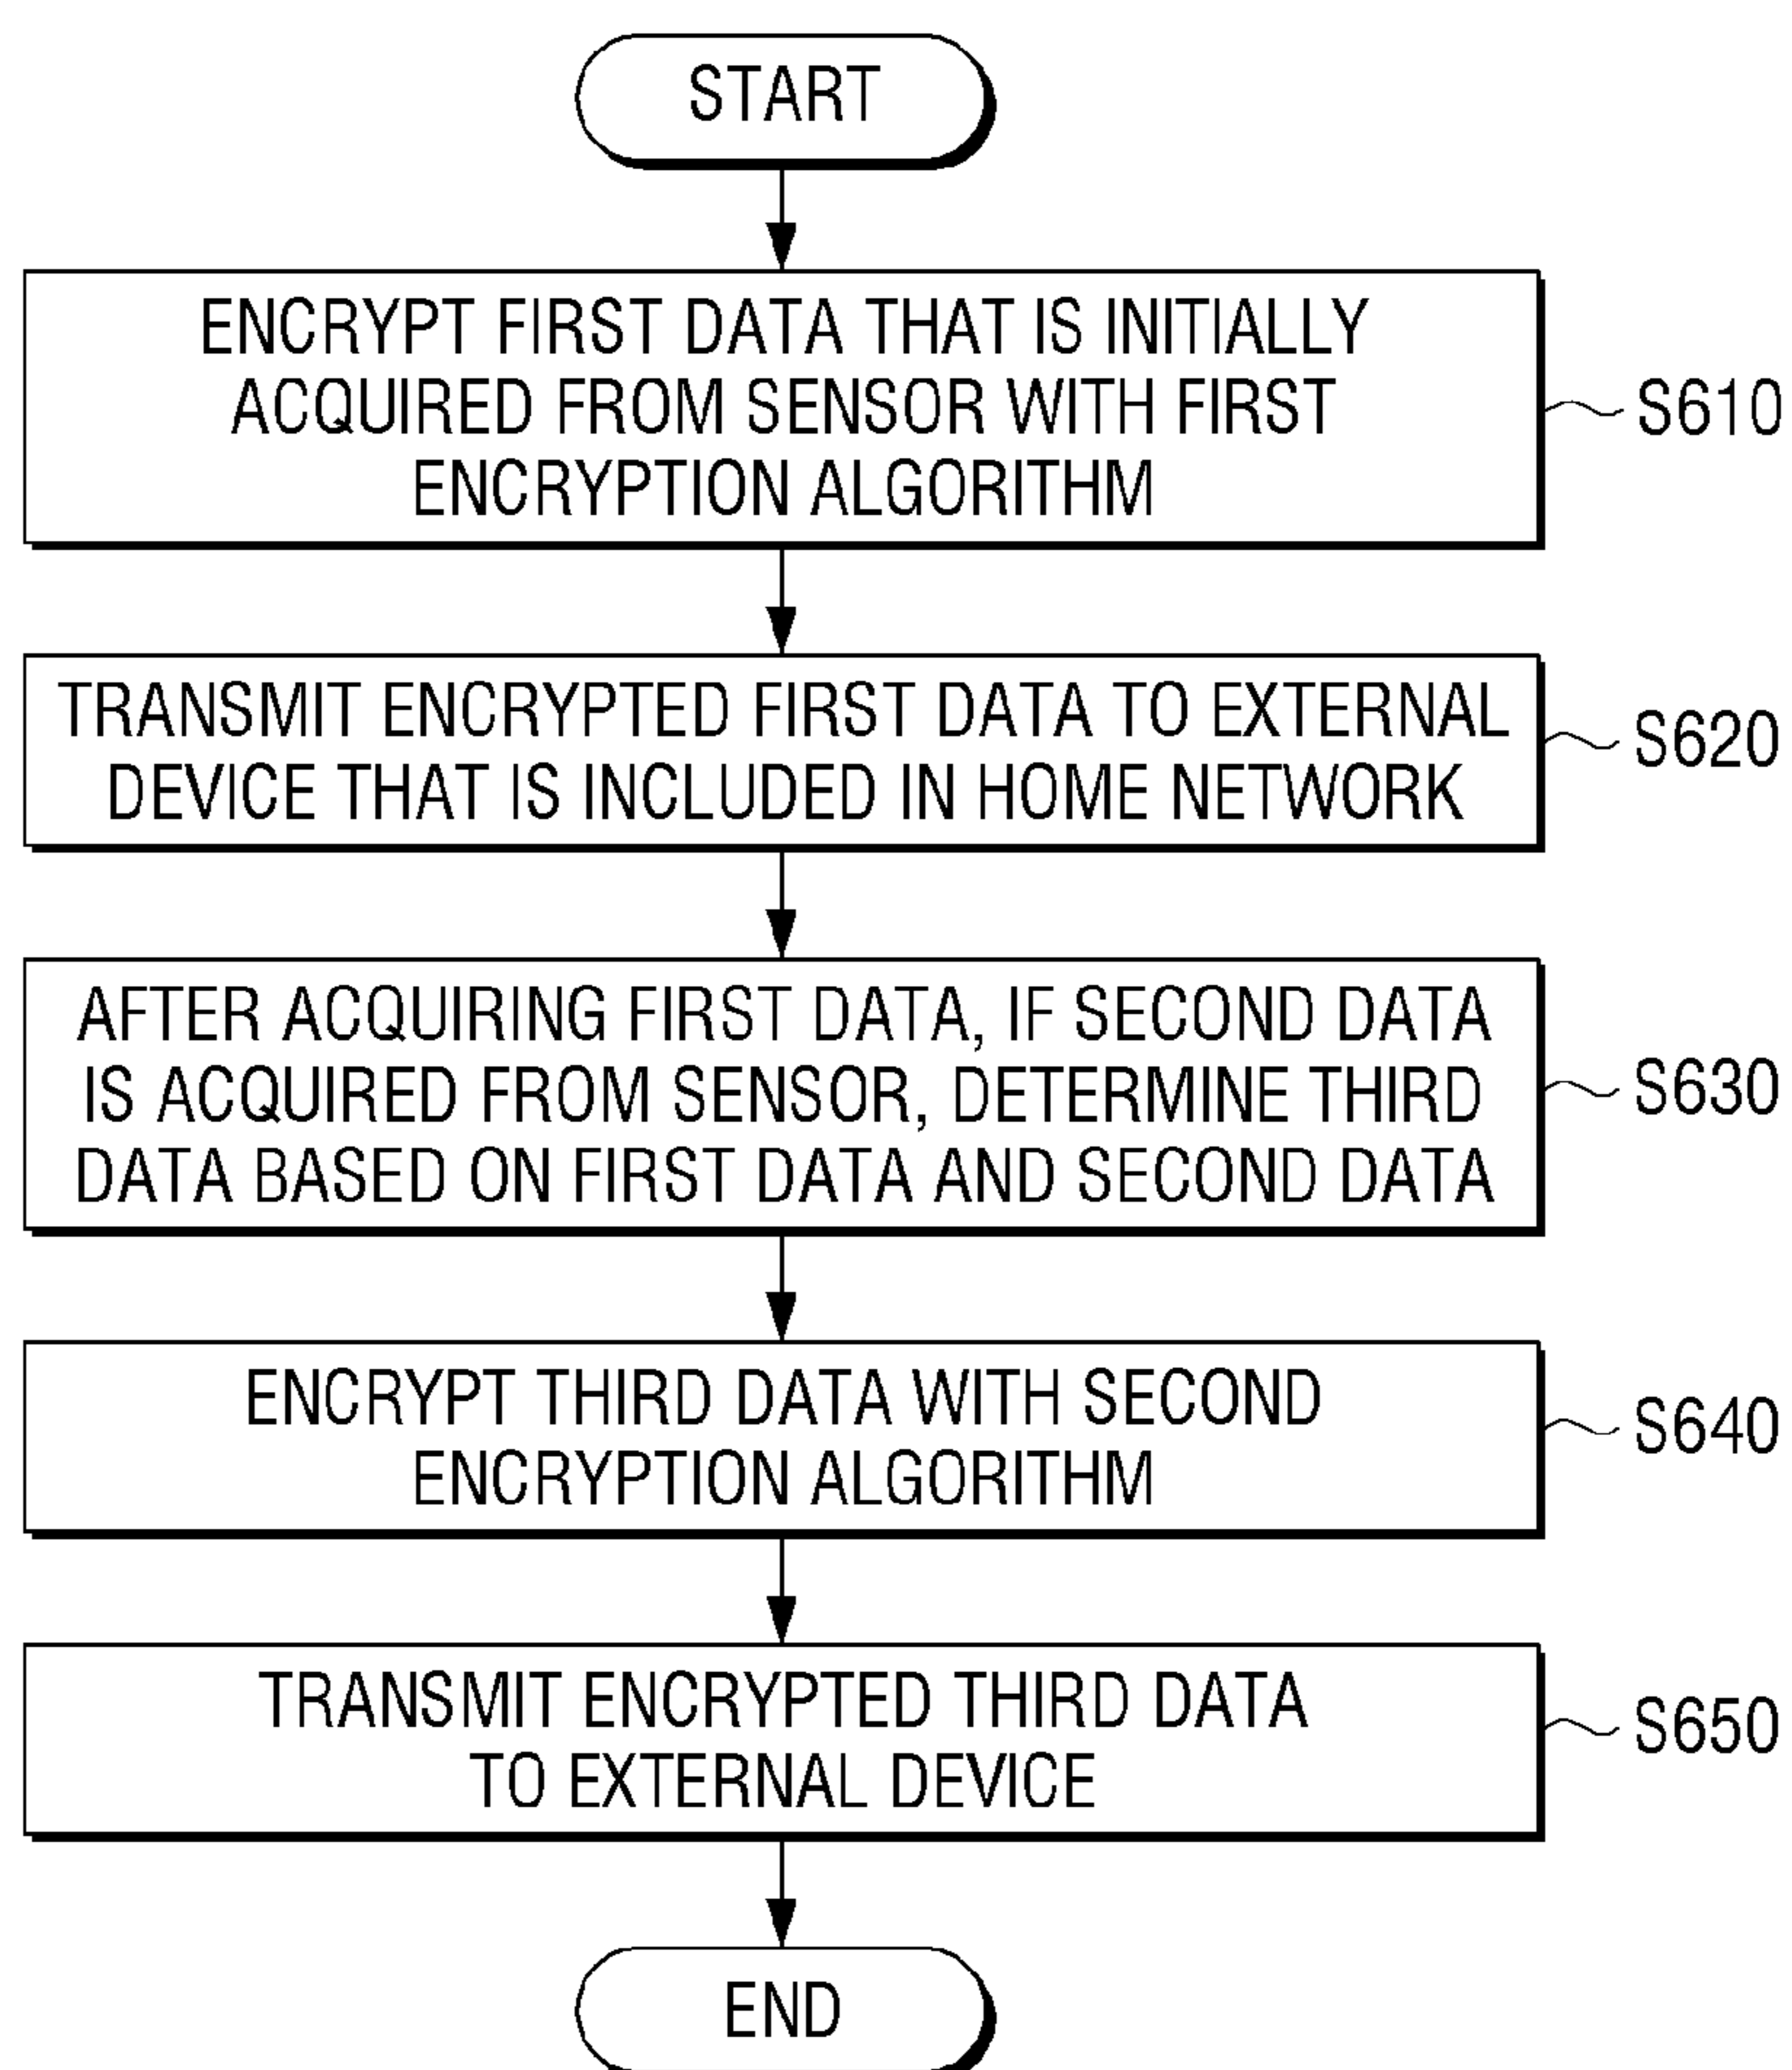 START
ENCRYPT FIRST DATA THAT IS INITIALLY
ACQUIRED FROM SENSOR WITH FIRST
ENCRYPTION ALGORITHM
S610
TRANSMIT ENCRYPTED FIRST DATA TO EXTERNAL
DEVICE THAT IS INCLUDED IN HOME NETWORK
S620
AFTER ACQUIRING FIRST DATA, IF SECOND DATA
IS ACQUIRED FROM SENSOR, DETERMINE THIRD
DATA BASED ON FIRST DATA AND SECOND DATA
S630
ENCRYPT THIRD DATA WITH SECOND
ENCRYPTION ALGORITHM
S640
TRANSMIT ENCRYPTED THIRD DATA
TO EXTERNAL DEVICE
S650
END